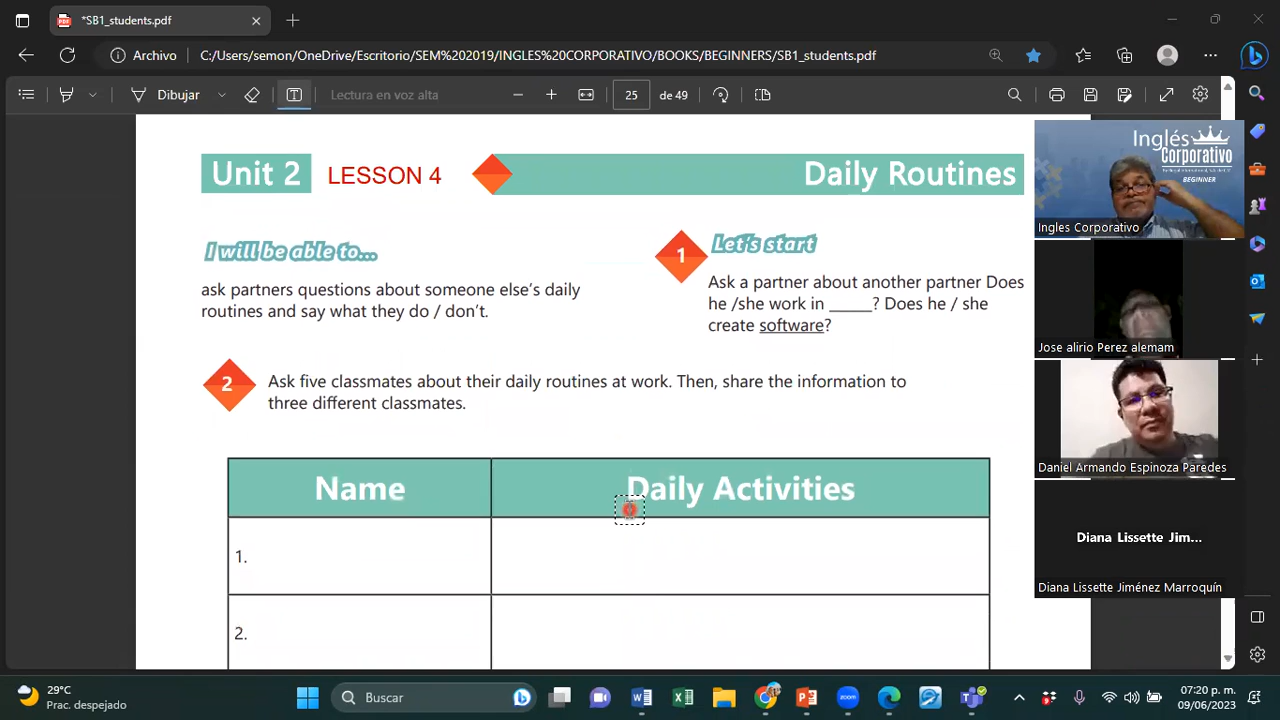 *SB1_students.pdf
Archivo
C:/Users/semon/OneDrive/Escritorio/SEM%202019/INGLES%20CORPORATIVO/BOOKS/BEGINNERS/SB1_students.pdf
Dibujar
Lectura en voz alta
25
de 49
Unit 2
LESSON 4
Daily Routines
I will be able to...
ask partners questions about someone else's daily
routines and say what they do / don't.
1
Let's start
Ask a partner about another partner Does
he /she work in _____? Does he / she
create software?
2
Ask five classmates about their daily routines at work. Then, share the information to
three different classmates.
Name
Daily Activities
1.
2.
Inglés
Corporativo
BEGINNER
Ingles Corporativo
Jose alirio Perez alemam
Daniel Armando Espinoza Paredes
Diana Lissette Jim...
Diana Lissette Jiménez Marroquín
29°C
Prac. despejado
Buscar
07:20 p. m.
09/06/2023